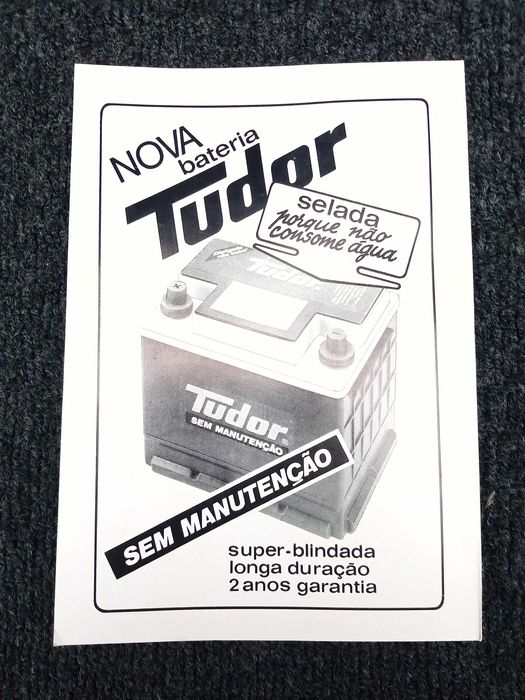 NOVA
bateria
Tudor
selada
porque não
consome água
Tudor
Tudor
SEM MANUTENÇÃO
SEM MANUTENÇÃO
super-blindada
longa duração
2 anos garantia